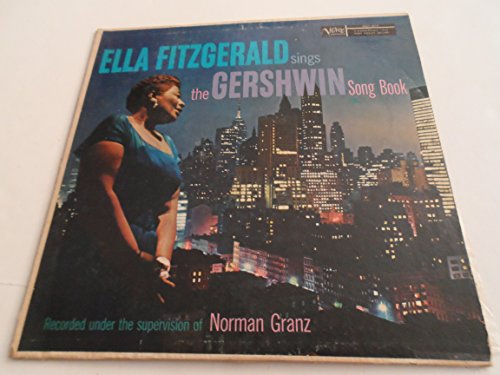 Verve
ELLA FITZGERALD sings
the GERSHWIN Song Book
Recorded under the supervision of Norman Granz